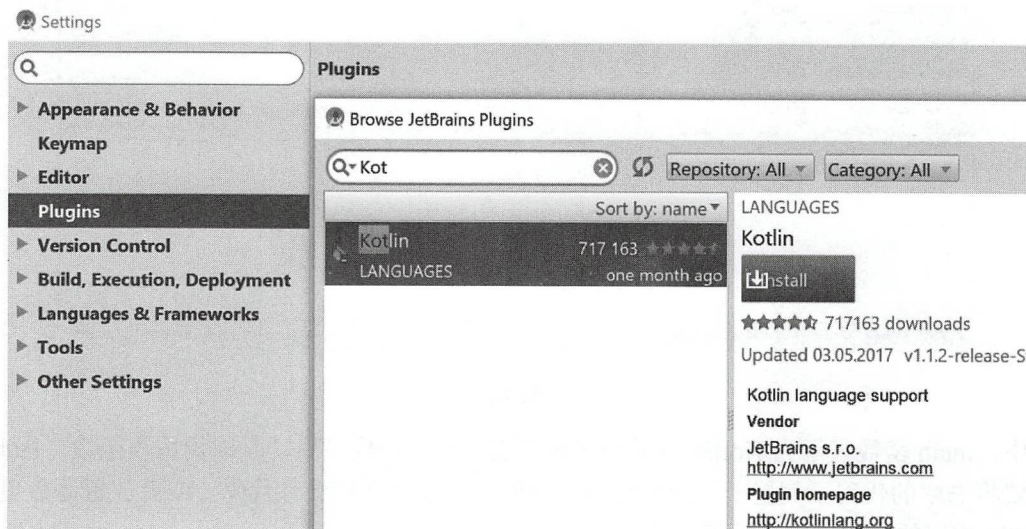 Settings
Appearance & Behavior
Keymap
Editor
Plugins
Version Control
Build, Execution, Deployment
Languages & Frameworks
Tools
Other Settings
Plugins
Browse JetBrains Plugins
Kot
Repository: All
Category: All
Sort by: name
Kotlin
717 163
LANGUAGES
one month ago
LANGUAGES
Kotlin
Install
717163 downloads
Updated 03.05.2017 v1.1.2-release-S
Kotlin language support
Vendor
JetBrains s.r.o.
http://www.jetbrains.com
Plugin homepage
http://kotlinlang.org